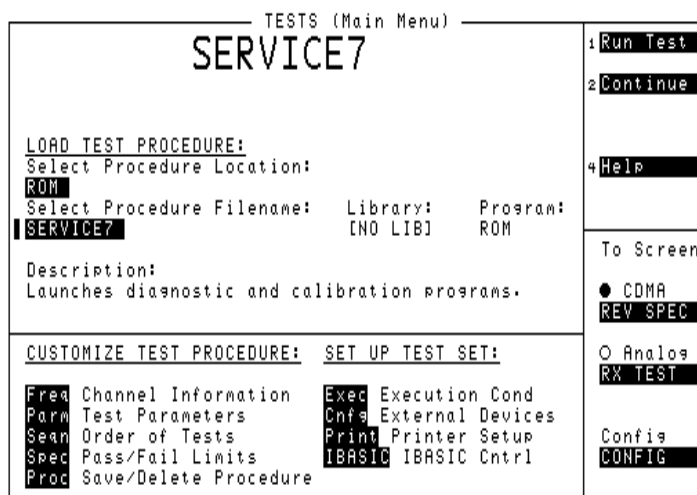 TESTS (Main Menu)
SERVICE7
LOAD TEST PROCEDURE:
Select Procedure Location:
ROM
Select Procedure Filename: Library: Program:
SERVICE7 [NO LIB] ROM
Description:
Launches diagnostic and calibration programs.
CUSTOMIZE TEST PROCEDURE: SET UP TEST SET:
Freq Channel Information Exec Execution Cond
Parm Test Parameters Cnfg External Devices
Seqn Order of Tests Print Printer Setup
Spec Pass/Fail Limits IBASIC IBASIC Cntrl
Proc Save/Delete Procedure
1 Run Test
2 Continue
4 Help
To Screen
CDMA
REV SPEC
Analog
RX TEST
Config
CONFIG